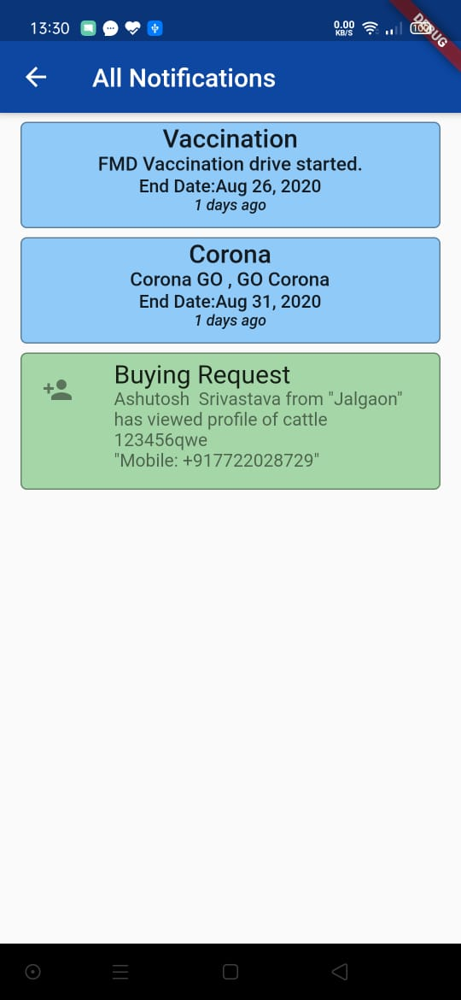 13:30
0.00
KB/S
100
DEBUG
All Notifications
Vaccination
FMD Vaccination drive started.
End Date:Aug 26, 2020
1 days ago
Corona
Corona GO , GO Corona
End Date:Aug 31, 2020
1 days ago
Buying Request
Ashutosh  Srivastava from "Jalgaon"
has viewed profile of cattle
123456qwe
"Mobile: +917722028729"